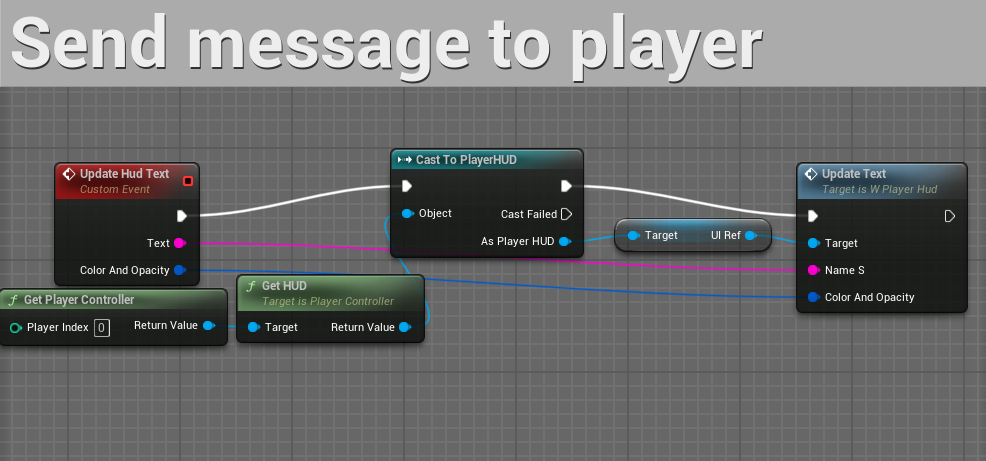 Send message to player
Update Hud Text
Custom Event
Text
Color And Opacity
Cast To PlayerHUD
Object
Cast Failed
As Player HUD
Target
UI Ref
Update Text
Target is W Player Hud
Target
Name S
Color And Opacity
f Get Player Controller
Player Index 0
Return Value
f Get HUD
Target is Player Controller
Target
Return Value